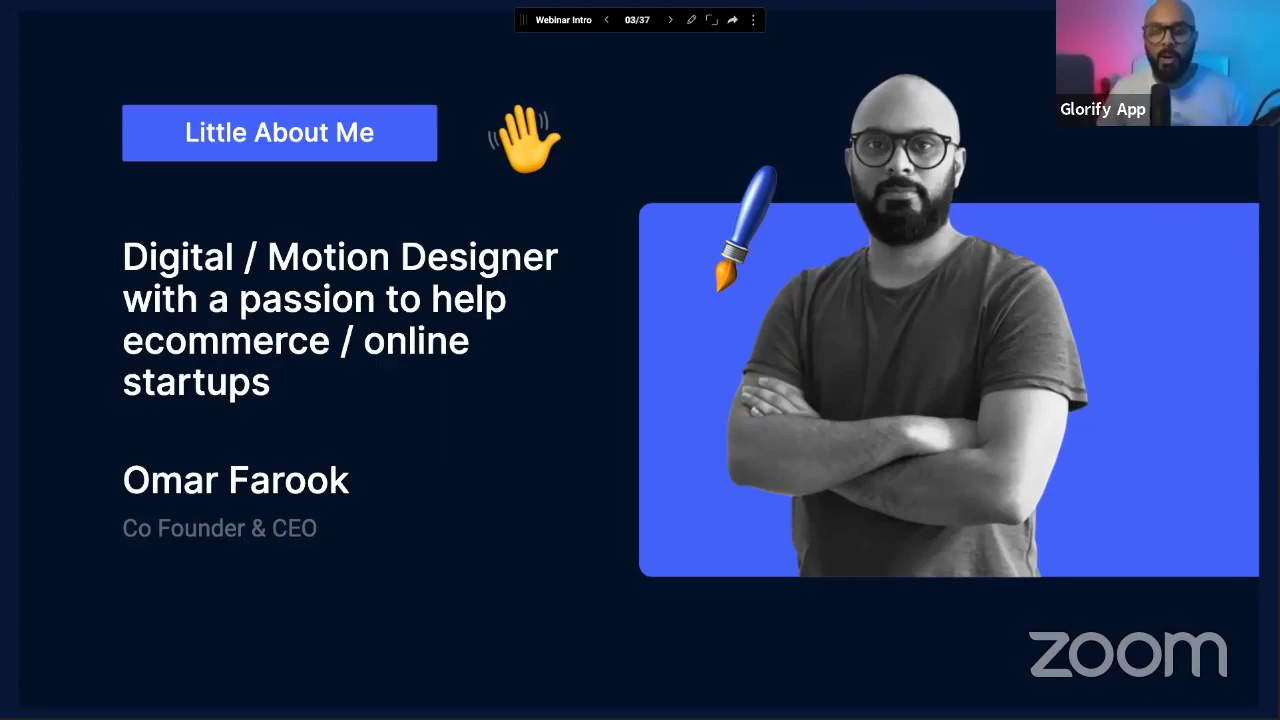 Webinar Intro
03/37
Glorify App
Little About Me
Digital / Motion Designer
with a passion to help
ecommerce / online
startups
Omar Farook
Co Founder & CEO
zoom